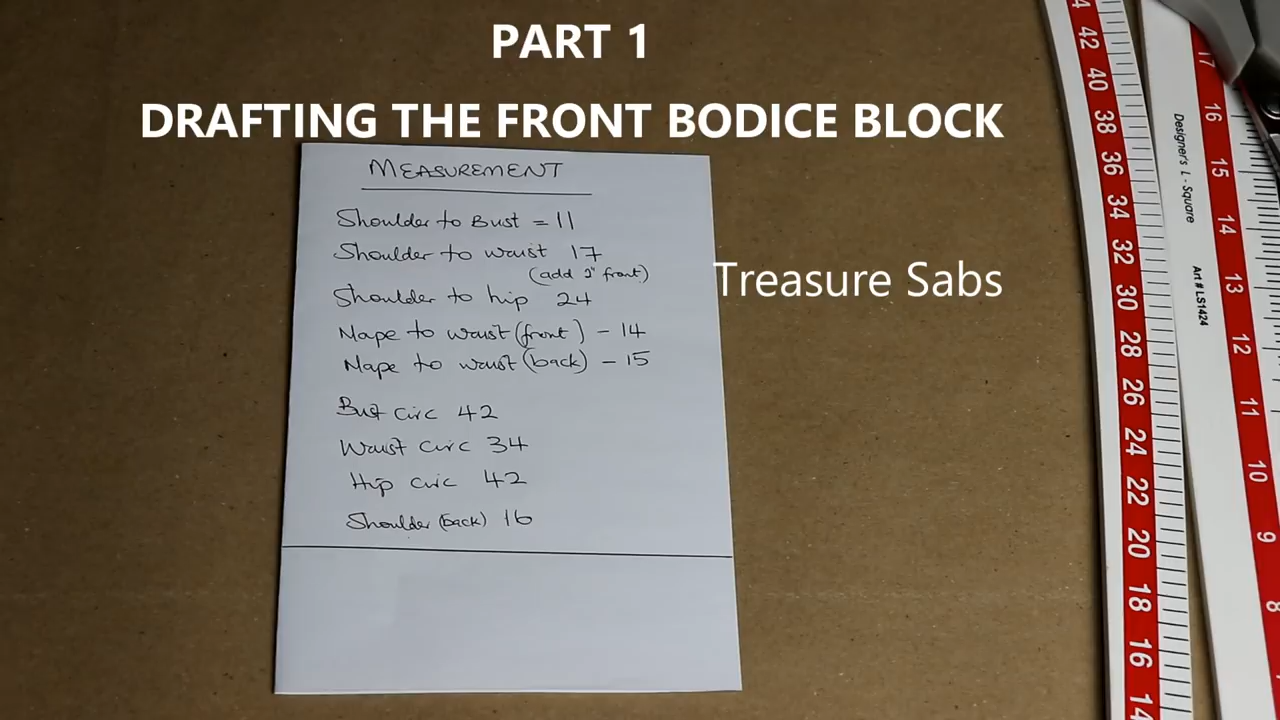 PART 1
DRAFTING THE FRONT BODICE BLOCK
MEASUREMENT
Shoulder to Bust = 11
Shoulder to waist 17
(add 2" front)
Shoulder to hip 24
Nape to waist (front) - 14
Nape to waist (back) - 15
Bust circ 42
Waist circ 34
Hip circ 42
Shoulder (back) 16
Treasure Sabs
42
40
38
36
34
32
30
28
26
24
22
20
18
16
14
17
16
15
14
13
12
11
10
9
8
Designer's L - Square
Art # LS1424